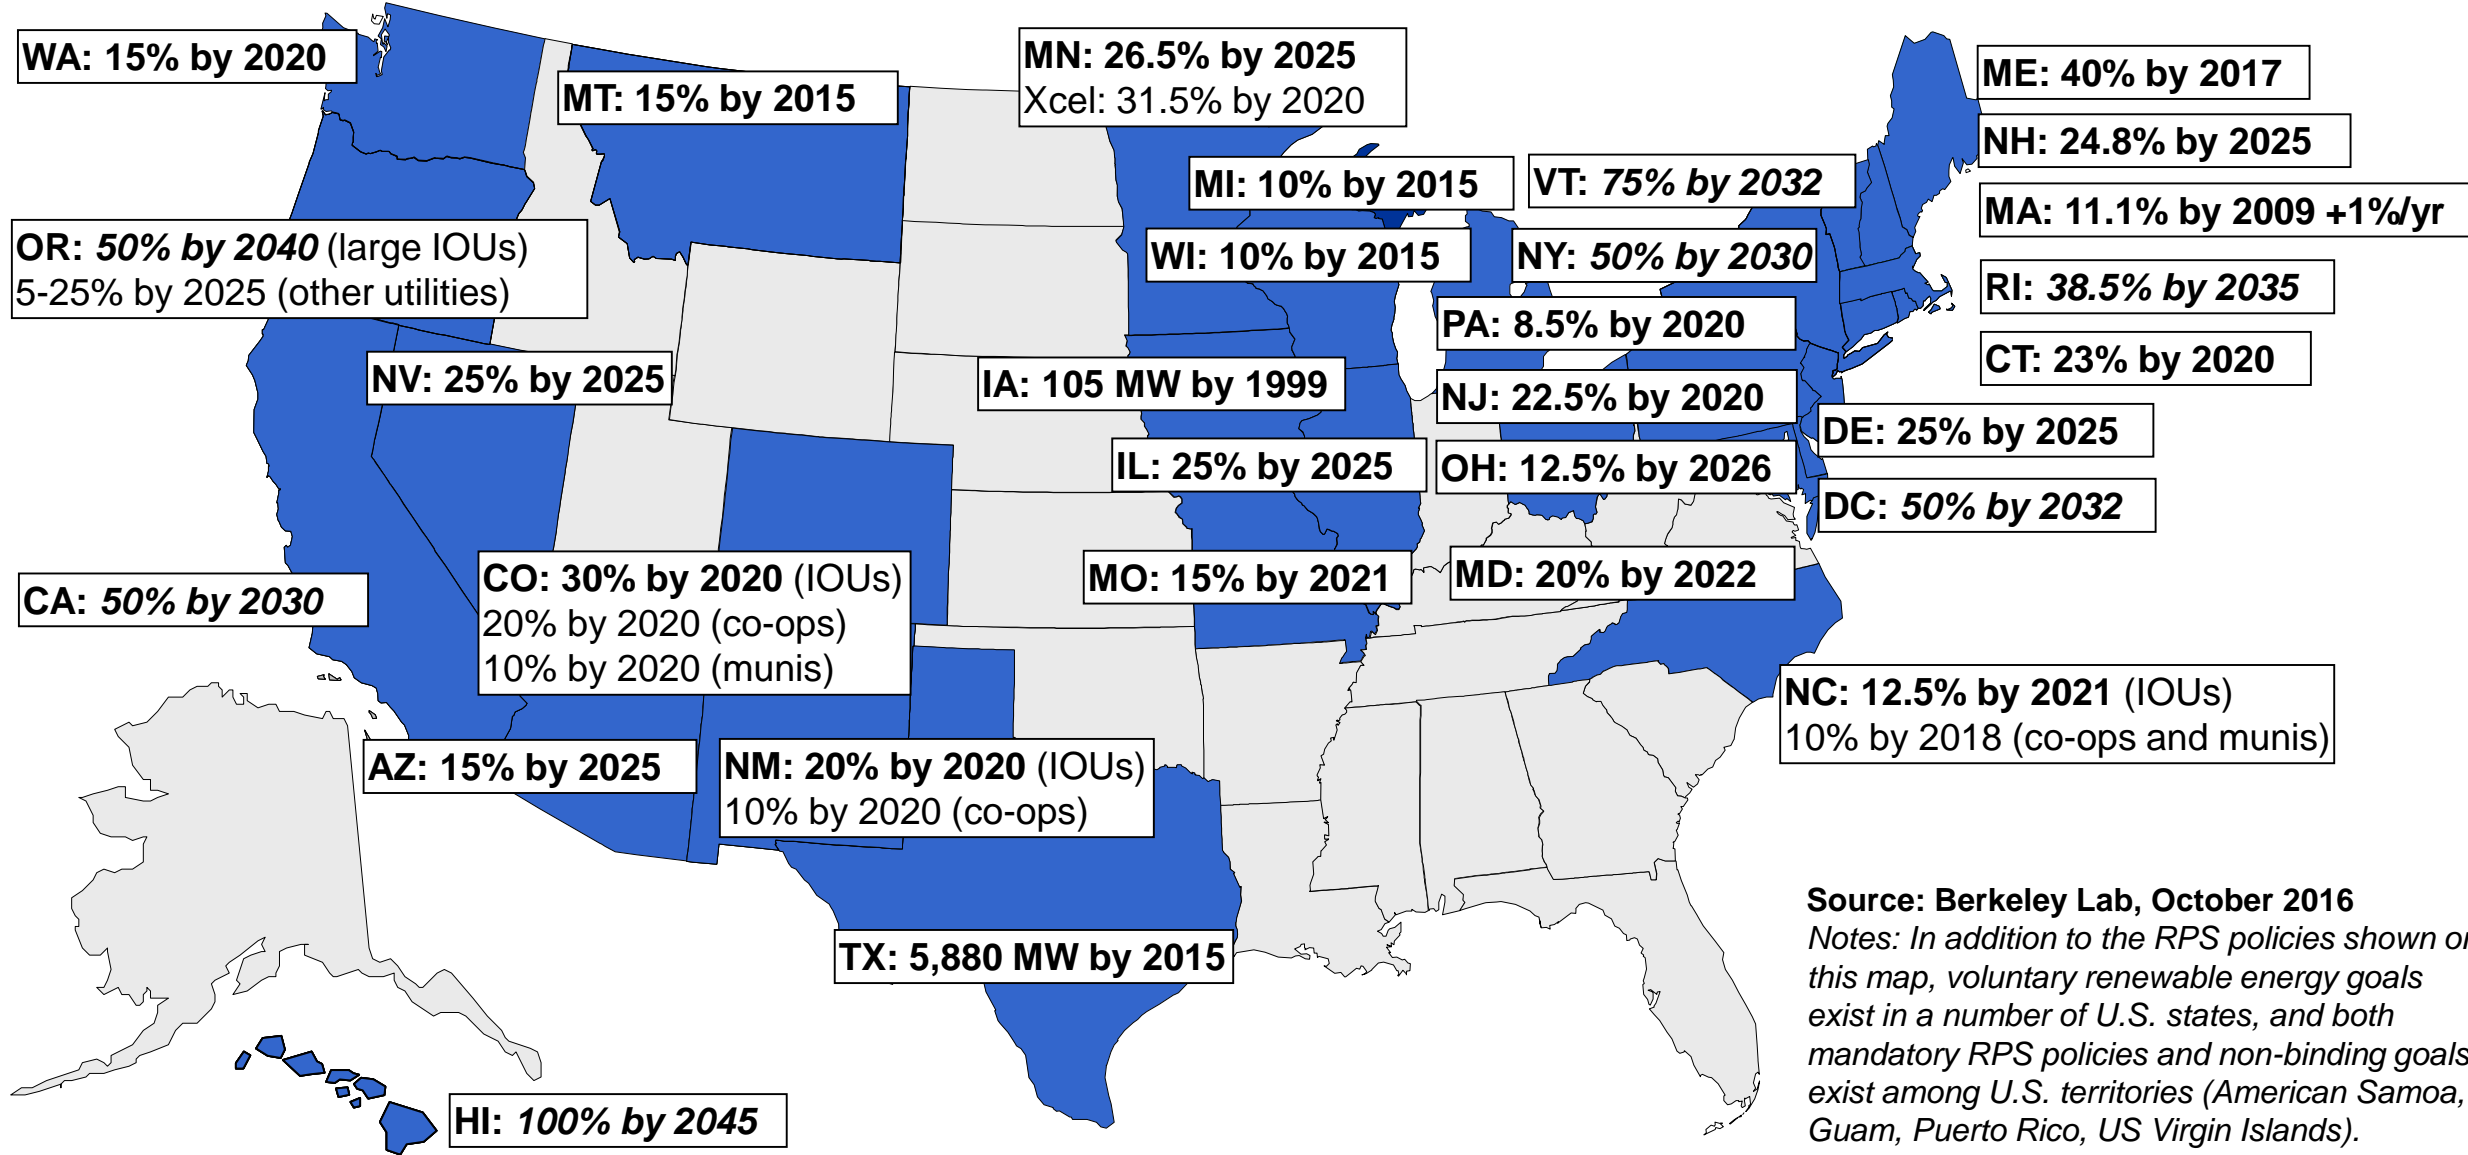 WA: 15% by 2020
MT: 15% by 2015
MN: 26.5% by 2025
Xcel: 31.5% by 2020
ME: 40% by 2017
NH: 24.8% by 2025
MI: 10% by 2015
VT: 75% by 2032
MA: 11.1% by 2009 +1%/yr
OR: 50% by 2040 (large IOUs)
5-25% by 2025 (other utilities)
WI: 10% by 2015
NY: 50% by 2030
RI: 38.5% by 2035
PA: 8.5% by 2020
CT: 23% by 2020
NV: 25% by 2025
IA: 105 MW by 1999
NJ: 22.5% by 2020
DE: 25% by 2025
IL: 25% by 2025
OH: 12.5% by 2026
DC: 50% by 2032
CA: 50% by 2030
CO: 30% by 2020 (IOUs)
20% by 2020 (co-ops)
10% by 2020 (munis)
MO: 15% by 2021
MD: 20% by 2022
NC: 12.5% by 2021 (IOUs)
10% by 2018 (co-ops and munis)
AZ: 15% by 2025
NM: 20% by 2020 (IOUs)
10% by 2020 (co-ops)
TX: 5,880 MW by 2015
HI: 100% by 2045
Source: Berkeley Lab, October 2016
Notes: In addition to the RPS policies shown on
this map, voluntary renewable energy goals
exist in a number of U.S. states, and both
mandatory RPS policies and non-binding goals
exist among U.S. territories (American Samoa,
Guam, Puerto Rico, US Virgin Islands).